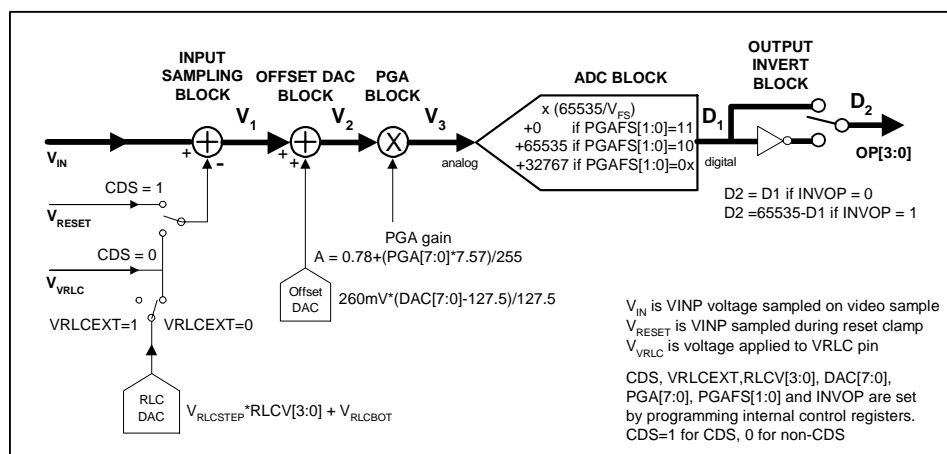 INPUT
SAMPLING
BLOCK
OFFSET DAC
BLOCK
PGA
BLOCK
ADC BLOCK
OUTPUT
INVERT
BLOCK
V1
V2
V3
D1
D2
x (65535/VFS)
+0 if PGAFS[1:0]=11
+65535 if PGAFS[1:0]=10
+32767 if PGAFS[1:0]=0x
analog
digital
VIN
+
-
+
+
+
+
X
OP[3:0]
D2 = D1 if INVOP = 0
D2 =65535-D1 if INVOP = 1
CDS = 1
VRESET
CDS = 0
VVRLC
VRLCEXT=1
VRLCEXT=0
RLC
DAC
VRLCSTEP*RLCV[3:0] + VRLCBOT
PGA gain
A = 0.78+(PGA[7:0]*7.57)/255
Offset
DAC
260mV*(DAC[7:0]-127.5)/127.5
VIN is VINP voltage sampled on video sample
VRESET is VINP sampled during reset clamp
VVRLC is voltage applied to VRLC pin
CDS, VRLCEXT,RLCV[3:0], DAC[7:0],
PGA[7:0], PGAFS[1:0] and INVOP are set
by programming internal control registers.
CDS=1 for CDS, 0 for non-CDS